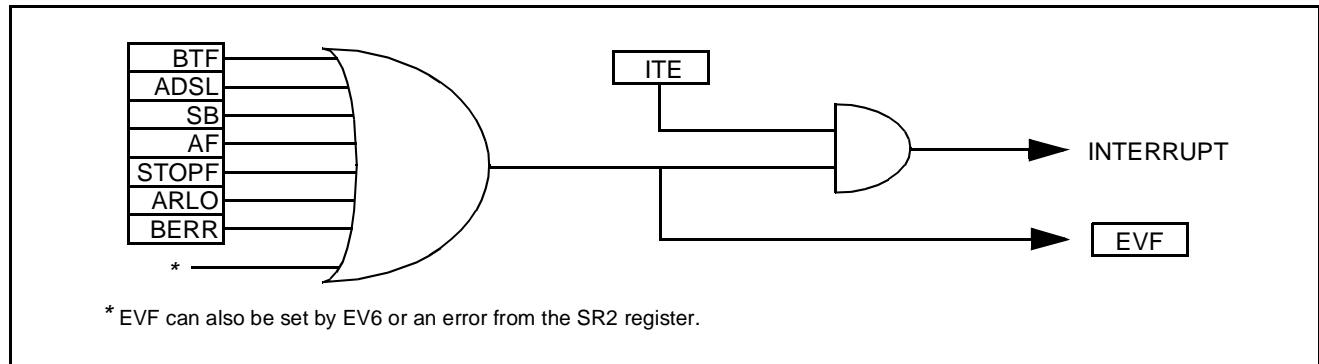 BTF
ADSL
SB
AF
STOPF
ARLO
BERR
*
ITE
INTERRUPT
EVF
* EVF can also be set by EV6 or an error from the SR2 register.